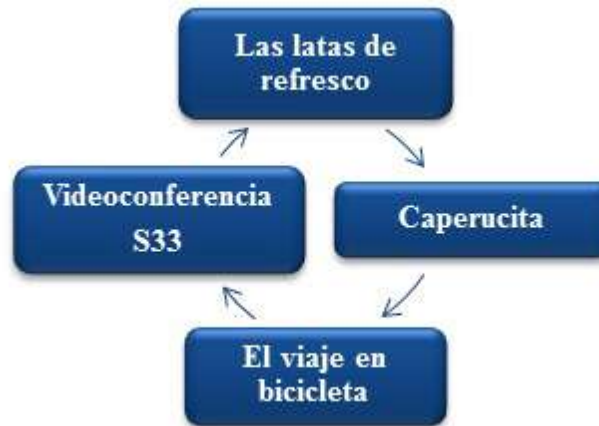 Las latas de
refresco
Videoconferencia
S33
Caperucita
El viaje en
bicicleta